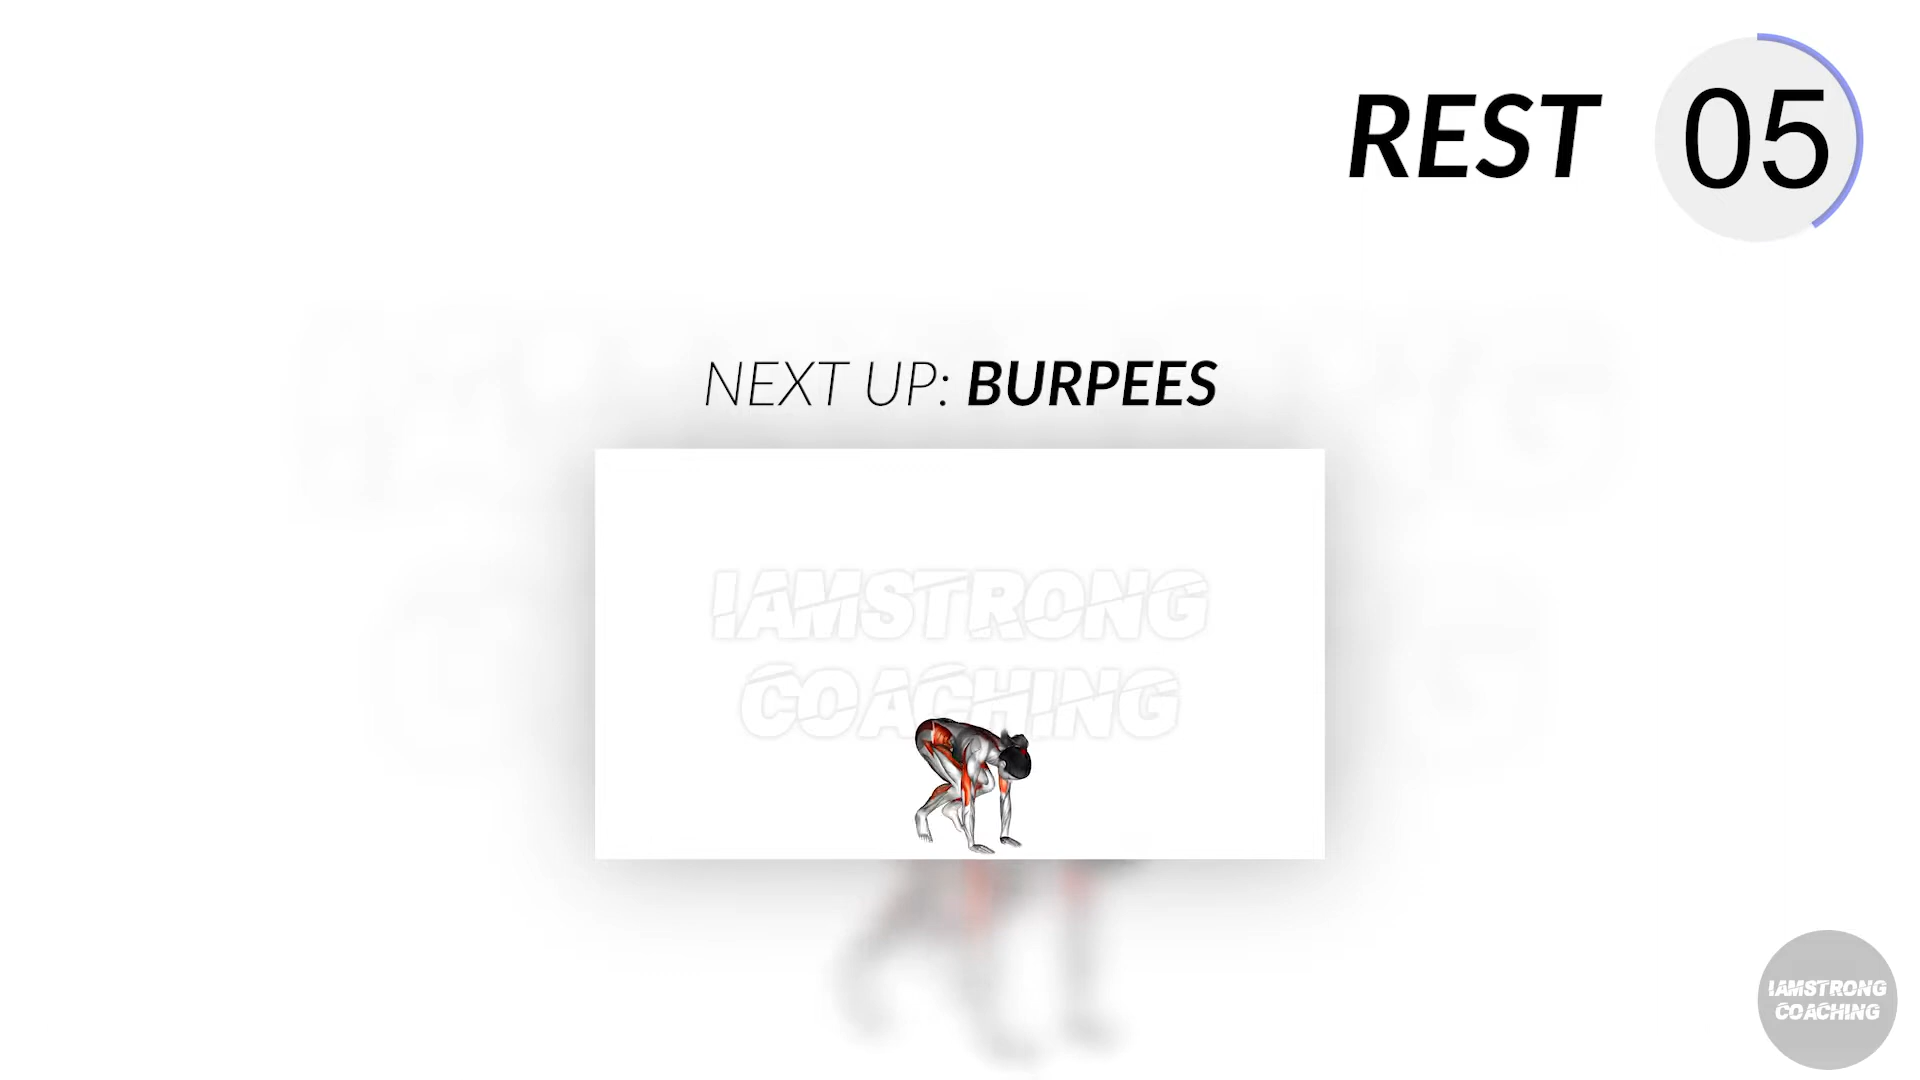 REST 05
NEXT UP: BURPEES
IAMSTRONG
COACHING
IAMSTRONG
COACHING